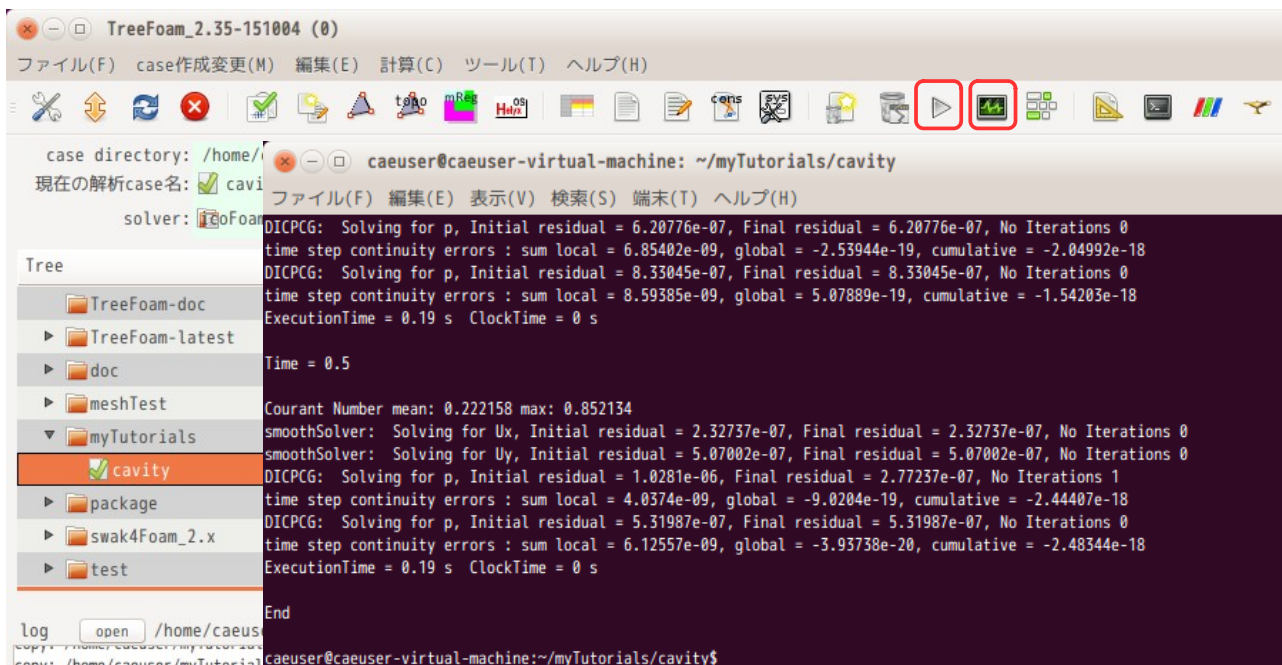 TreeFoam_2.35-151004 (0)
ファイル(F) case作成変更(M) 編集(E) 計算(C) ツール(T) ヘルプ(H)
topo
mReg
Helyx OS
cons
SYS
case directory: /home/
現在の解析case名: cavi
solver: icoFoam
Tree
TreeFoam-doc
TreeFoam-latest
doc
meshTest
myTutorials
cavity
package
swak4Foam_2.x
test
log open /home/caeus
caeuser@caeuser-virtual-machine: ~/myTutorials/cavity
ファイル(F) 編集(E) 表示(V) 検索(S) 端末(T) ヘルプ(H)
DICPCG: Solving for p, Initial residual = 6.20776e-07, Final residual = 6.20776e-07, No Iterations 0
time step continuity errors : sum local = 6.85402e-09, global = -2.53944e-19, cumulative = -2.04992e-18
DICPCG: Solving for p, Initial residual = 8.33045e-07, Final residual = 8.33045e-07, No Iterations 0
time step continuity errors : sum local = 8.59385e-09, global = 5.07889e-19, cumulative = -1.54203e-18
ExecutionTime = 0.19 s ClockTime = 0 s
Time = 0.5
Courant Number mean: 0.222158 max: 0.852134
smoothSolver: Solving for Ux, Initial residual = 2.32737e-07, Final residual = 2.32737e-07, No Iterations 0
smoothSolver: Solving for Uy, Initial residual = 5.07002e-07, Final residual = 5.07002e-07, No Iterations 0
DICPCG: Solving for p, Initial residual = 1.0281e-06, Final residual = 2.77237e-07, No Iterations 1
time step continuity errors : sum local = 4.0374e-09, global = -9.0204e-19, cumulative = -2.44407e-18
DICPCG: Solving for p, Initial residual = 5.31987e-07, Final residual = 5.31987e-07, No Iterations 0
time step continuity errors : sum local = 6.12557e-09, global = -3.93738e-20, cumulative = -2.48344e-18
ExecutionTime = 0.19 s ClockTime = 0 s
End
caeuser@caeuser-virtual-machine:~/myTutorials/cavity$